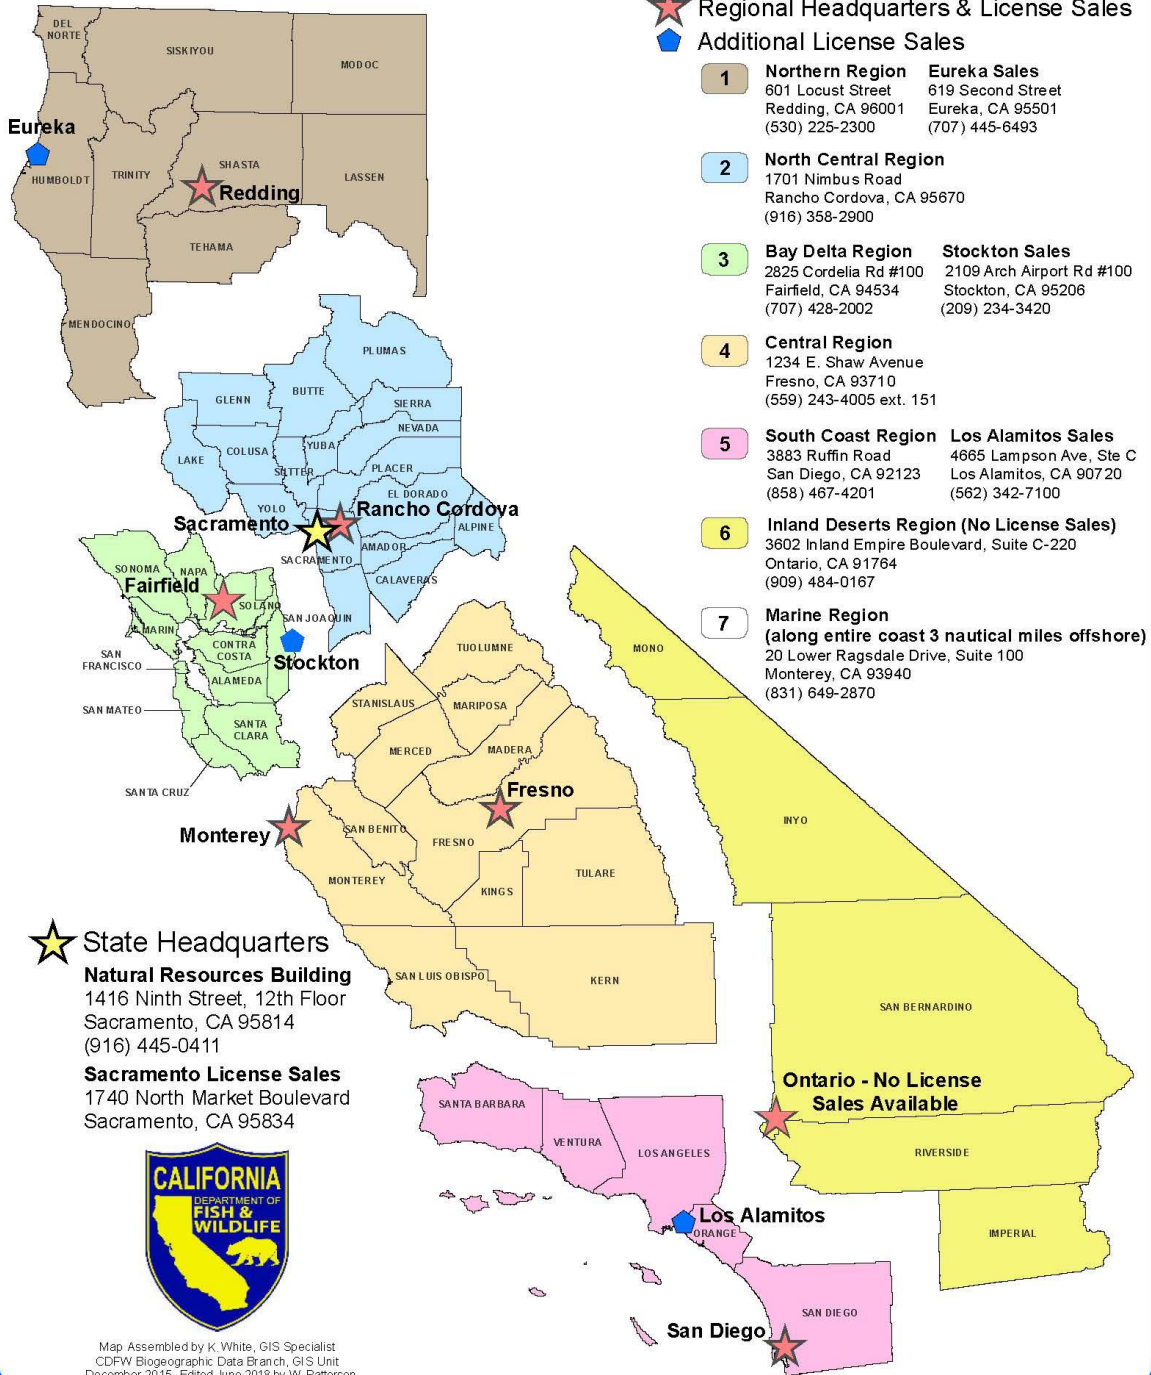 Regional Headquarters & License Sales
Additional License Sales
1
Northern Region
601 Locust Street
Redding, CA 96001
(530) 225-2300
Eureka Sales
619 Second Street
Eureka, CA 95501
(707) 445-6493
2
North Central Region
1701 Nimbus Road
Rancho Cordova, CA 95670
(916) 358-2900
3
Bay Delta Region
2825 Cordelia Rd #100
Fairfield, CA 94534
(707) 428-2002
Stockton Sales
2109 Arch Airport Rd #100
Stockton, CA 95206
(209) 234-3420
4
Central Region
1234 E. Shaw Avenue
Fresno, CA 93710
(559) 243-4005 ext. 151
5
South Coast Region
3883 Ruffin Road
San Diego, CA 92123
(858) 467-4201
Los Alamitos Sales
4665 Lampson Ave, Ste C
Los Alamitos, CA 90720
(562) 342-7100
6
Inland Deserts Region (No License Sales)
3602 Inland Empire Boulevard, Suite C-220
Ontario, CA 91764
(909) 484-0167
7
Marine Region
(along entire coast 3 nautical miles offshore)
20 Lower Ragsdale Drive, Suite 100
Monterey, CA 93940
(831) 649-2870
DEL
NORTE
SISKIYOU
MODOC
Eureka
HUMBOLDT
TRINITY
SHASTA
Redding
LASSEN
TEHAMA
MENDOCINO
PLUMAS
GLENN
BUTTE
SIERRA
NEVADA
LAKE
COLUSA
YUBA
SUTTER
PLACER
EL DORADO
YOLO
Sacramento
Rancho Cordova
ALPINE
AMADOR
SACRAMENTO
CALAVERAS
SONOMA
NAPA
Fairfield
SOLANO
SAN JOAQUIN
MARIN
CONTRA
COSTA
Stockton
SAN
FRANCISCO
ALAMEDA
SAN MATEO
SANTA
CLARA
SANTA CRUZ
TUOLUMNE
MONO
STANISLAUS
MARIPOSA
MERCED
MADERA
Fresno
INYO
Monterey
SAN BENITO
FRESNO
MONTEREY
KINGS
TULARE
SAN LUIS OBISPO
KERN
SAN BERNARDINO
State Headquarters
Natural Resources Building
1416 Ninth Street, 12th Floor
Sacramento, CA 95814
(916) 445-0411
Sacramento License Sales
1740 North Market Boulevard
Sacramento, CA 95834
SANTA BARBARA
VENTURA
LOS ANGELES
Ontario - No License
Sales Available
RIVERSIDE
Los Alamitos
ORANGE
IMPERIAL
SAN DIEGO
San Diego
CALIFORNIA
DEPARTMENT OF
FISH &
WILDLIFE
Map Assembled by K. White, GIS Specialist
CDFW Biogeographic Data Branch, GIS Unit
December 2015, Edited June 2018 by W. Patterson